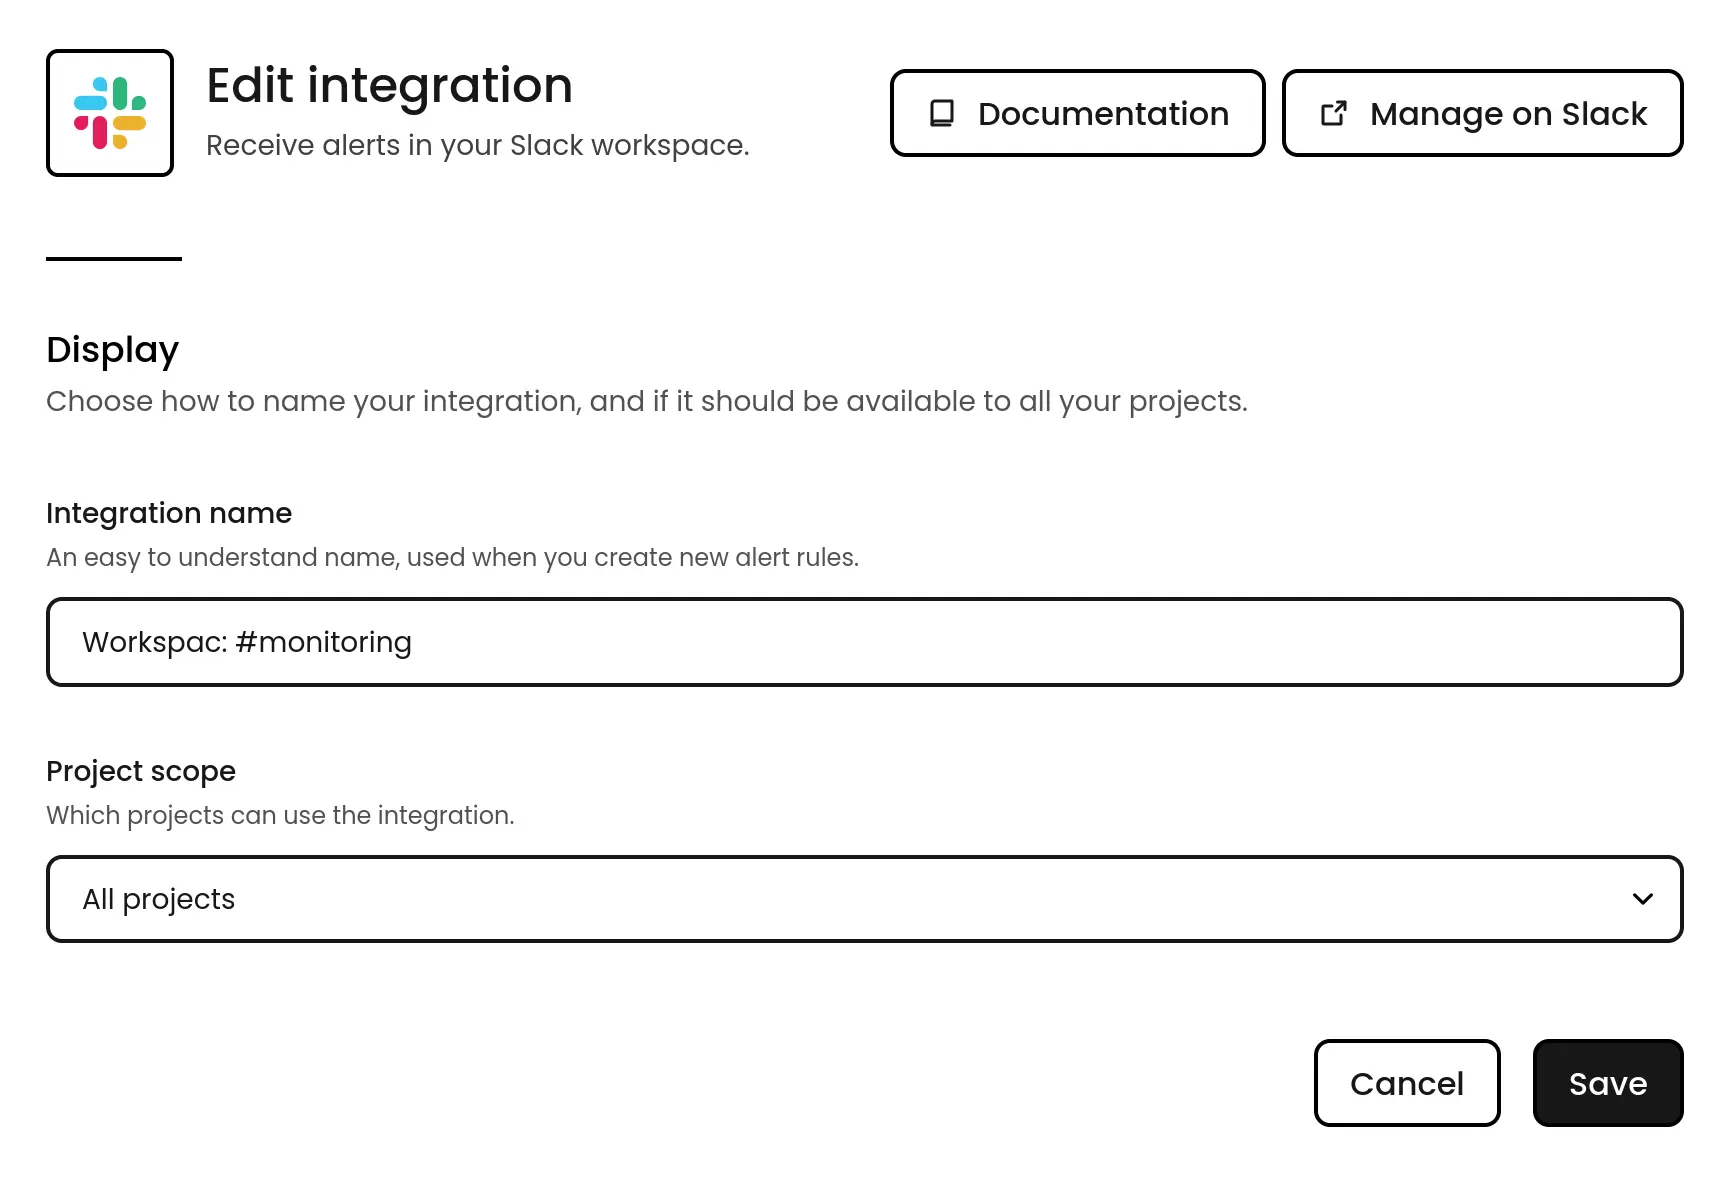 Edit integration
Receive alerts in your Slack workspace.
Documentation
Manage on Slack
Display
Choose how to name your integration, and if it should be available to all your projects.
Integration name
An easy to understand name, used when you create new alert rules.
Workspac: #monitoring
Project scope
Which projects can use the integration.
All projects
Cancel
Save